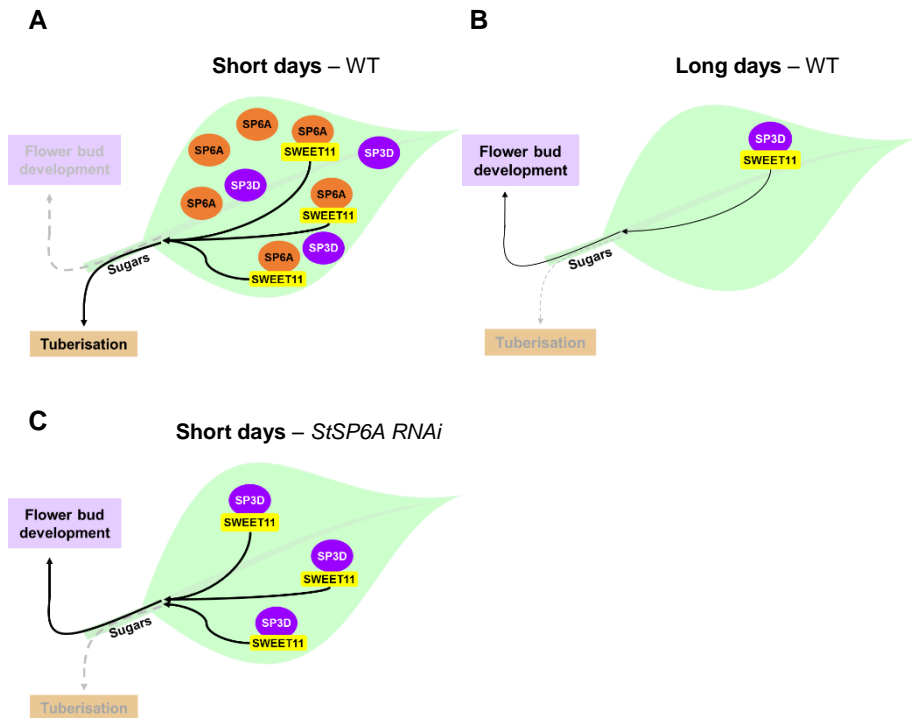 A
Short days – WT
Flower bud
development
SP6A
SP6A
SP6A
SWEET11
SP3D
SP3D
SP6A
SP6A
SWEET11
SP3D
SP6A
SWEET11
Sugars
Tuberisation
B
Long days – WT
Flower bud
development
SP3D
SWEET11
Sugars
Tuberisation
C
Short days – StSP6A RNAi
Flower bud
development
SP3D
SWEET11
SP3D
SWEET11
SP3D
SWEET11
Sugars
Tuberisation